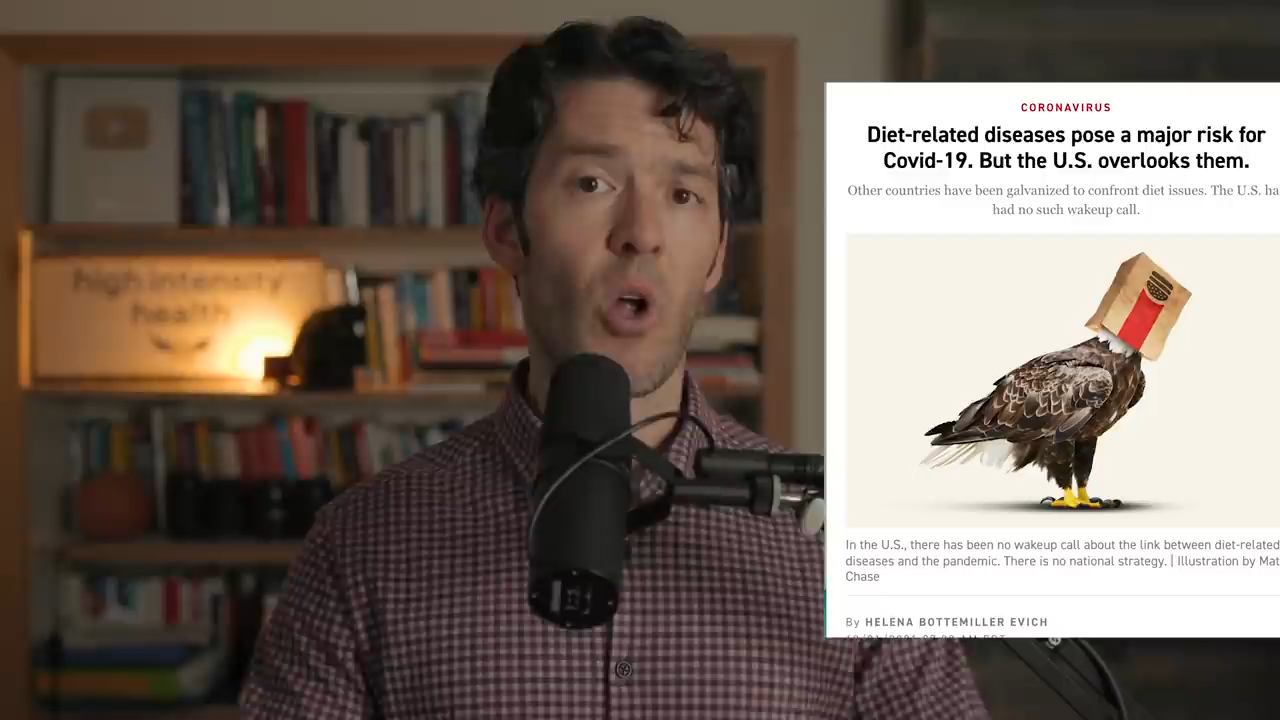 high intensity
health
CORONAVIRUS
Diet-related diseases pose a major risk for
Covid-19. But the U.S. overlooks them.
Other countries have been galvanized to confront diet issues. The U.S. ha
had no such wakeup call.
In the U.S., there has been no wakeup call about the link between diet-related
diseases and the pandemic. There is no national strategy. | Illustration by Mat
Chase
By HELENA BOTTEMILLER EVICH